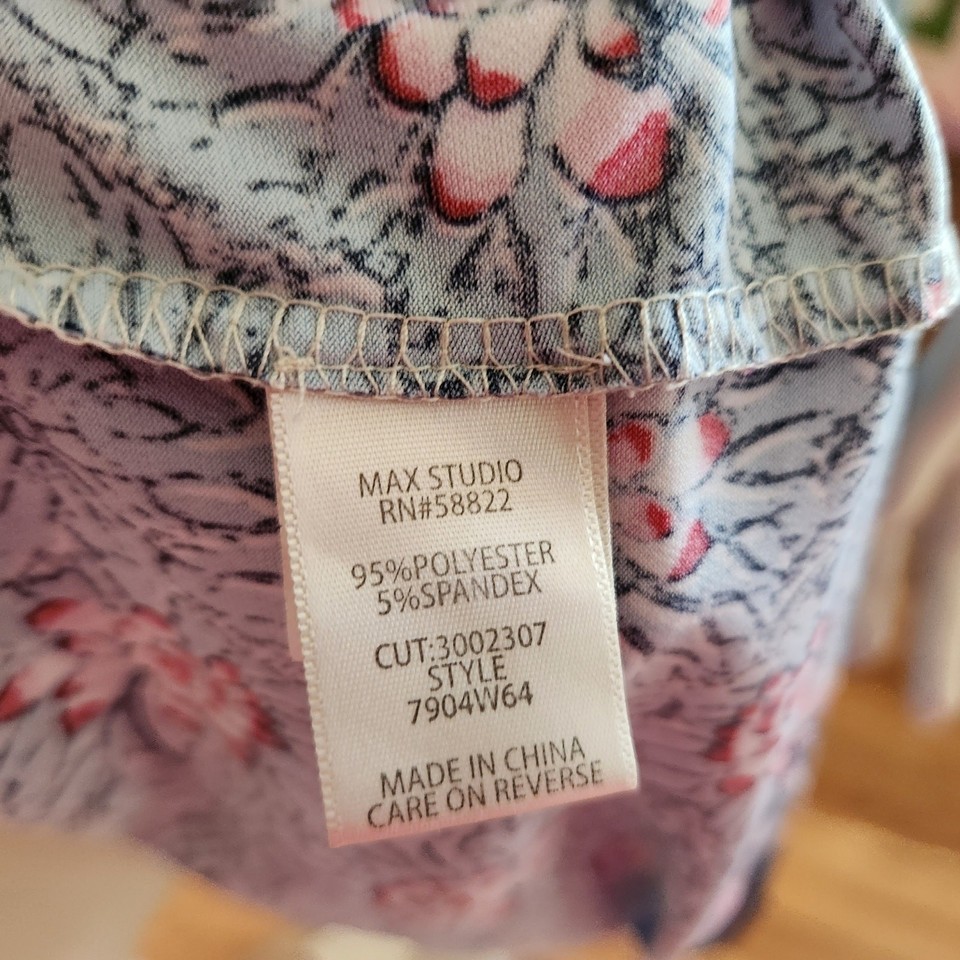 MAX STUDIO
RN#58822
95%POLYESTER
5%SPANDEX
CUT:3002307
STYLE
7904W64
MADE IN CHINA
CARE ON REVERSE